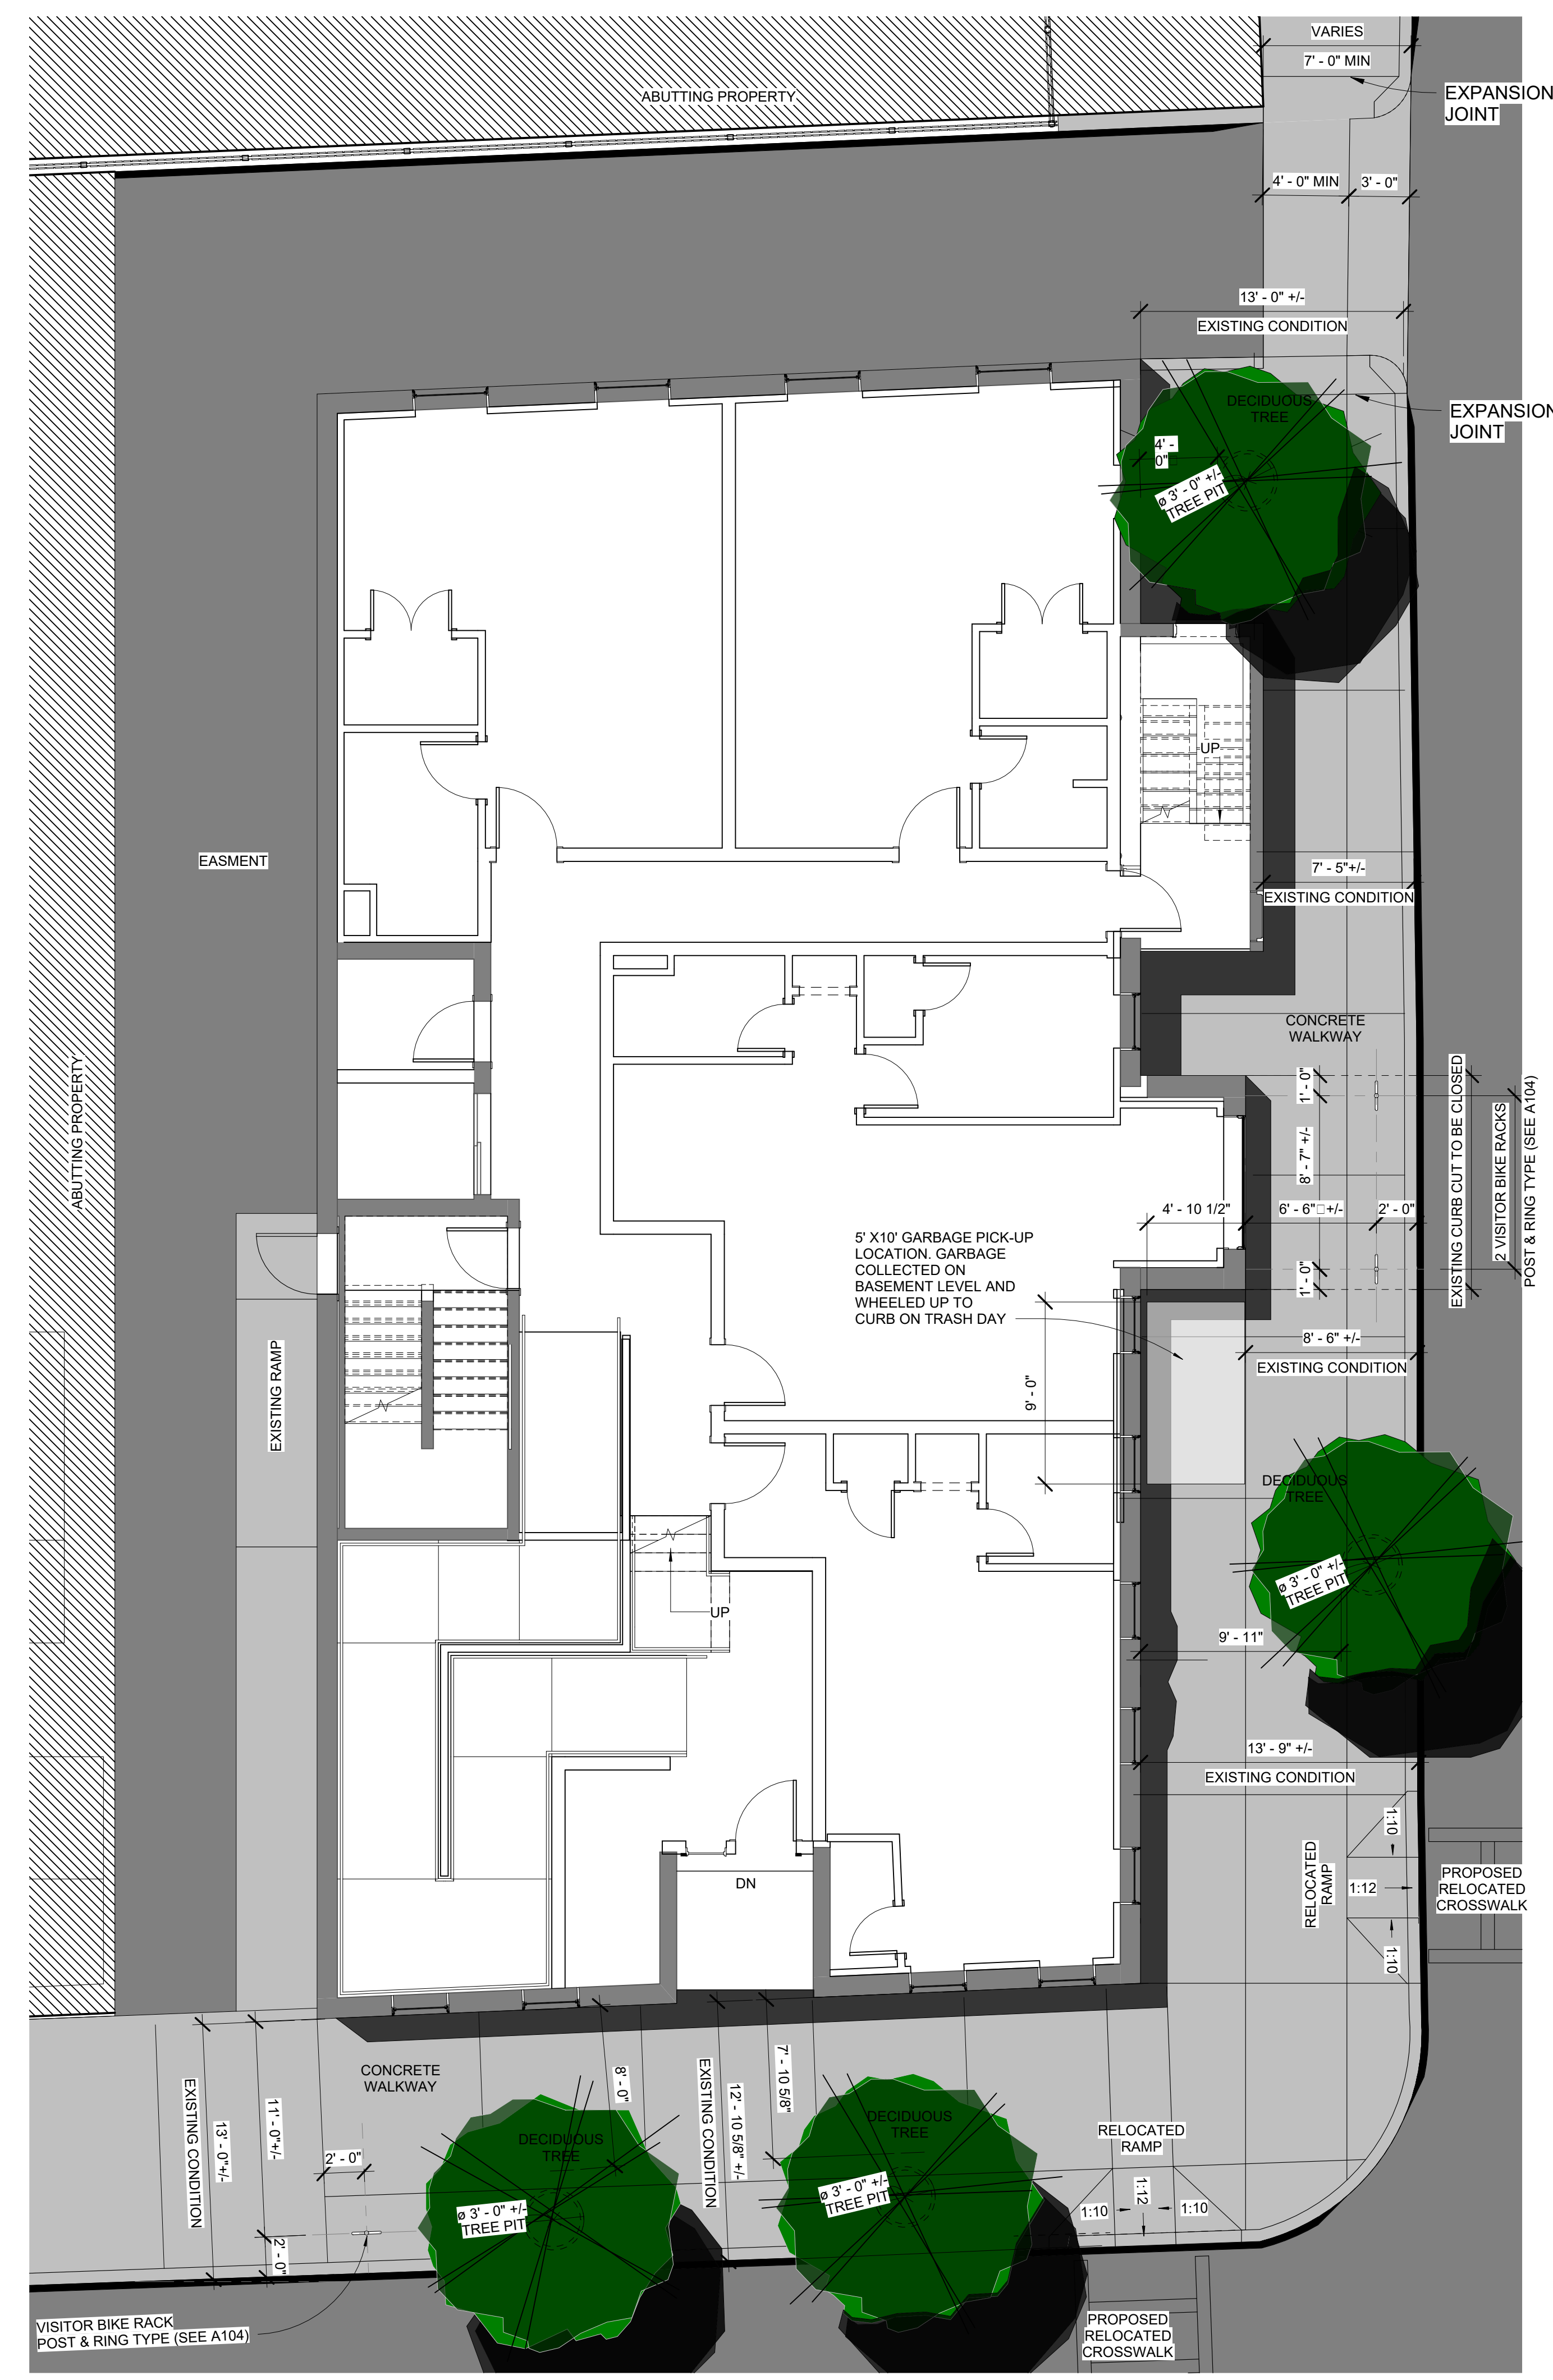 VARIES
7' - 0" MIN
EXPANSION
JOINT
ABUTTING PROPERTY
4' - 0" MIN
3' - 0"
13' - 0" +/-
EXISTING CONDITION
DECIDUOUS
TREE
EXPANSION
JOINT
4' -
0"
ø 3' - 0" +/-
TREE PIT
UP
EASMENT
7' - 5"+/-
EXISTING CONDITION
CONCRETE
WALKWAY
ABUTTING PROPERTY
1' - 0"
8' - 7" +/-
1' - 0"
EXISTING CURB CUT TO BE CLOSED
2 VISITOR BIKE RACKS
POST & RING TYPE (SEE A104)
4' - 10 1/2"
6' - 6" +/-
2' - 0"
5' X10' GARBAGE PICK-UP
LOCATION. GARBAGE
COLLECTED ON
BASEMENT LEVEL AND
WHEELED UP TO
CURB ON TRASH DAY
8' - 6" +/-
EXISTING CONDITION
EXISTING RAMP
9' - 0"
DECIDUOUS
TREE
ø 3' - 0" +/-
TREE PIT
UP
9' - 11"
13' - 9" +/-
EXISTING CONDITION
1:10
RELOCATED
RAMP
1:12
1:10
PROPOSED
RELOCATED
CROSSWALK
DN
CONCRETE
WALKWAY
EXISTING CONDITION
13' - 0"+/-
11' - 0"+/-
2' - 0"
2' - 0"
8' - 0"
EXISTING CONDITION
12' - 10 5/8" +/-
7' - 10 5/8"
DECIDUOUS
TREE
ø 3' - 0" +/-
TREE PIT
DECIDUOUS
TREE
ø 3' - 0" +/-
TREE PIT
RELOCATED
RAMP
1:10
1:12
1:10
VISITOR BIKE RACK
POST & RING TYPE (SEE A104)
PROPOSED
RELOCATED
CROSSWALK